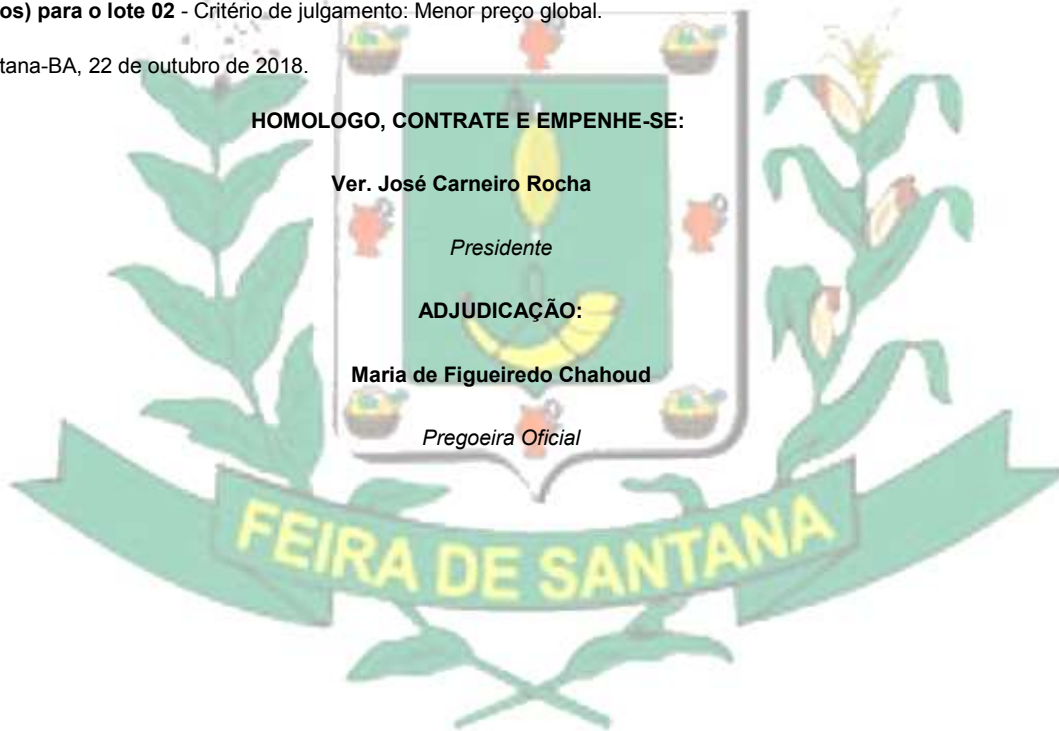 os) para o lote 02 - Critério de julgamento: Menor preço global.
tana-BA, 22 de outubro de 2018.
HOMOLOGO, CONTRATE E EMPENHE-SE:
Ver. José Carneiro Rocha
Presidente
ADJUDICAÇÃO:
Maria de Figueiredo Chahoud
Pregoeira Oficial
FEIRA DE SANTANA